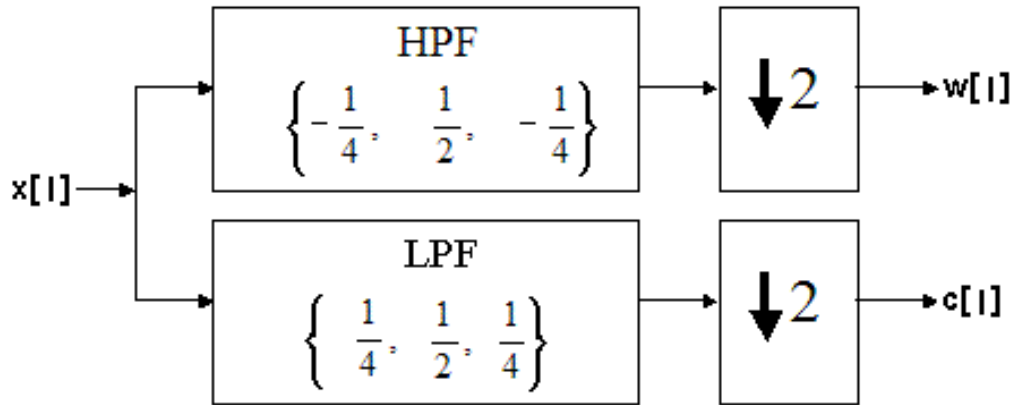 HPF
{-1/4, 1/2, -1/4}
↓2
w[l]
x[l]
LPF
{1/4, 1/2, 1/4}
↓2
c[l]